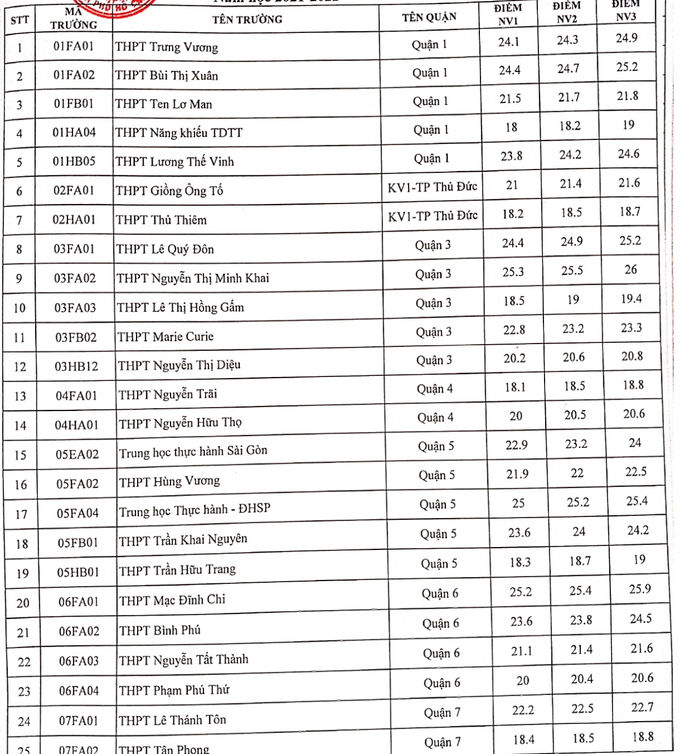 Năm học 2021-2022
STT MÃ TRƯỜNG TÊN TRƯỜNG TÊN QUẬN ĐIỂM NV1 ĐIỂM NV2 ĐIỂM NV3
1 01FA01 THPT Trưng Vương Quận 1 24.1 24.3 24.9
2 01FA02 THPT Bùi Thị Xuân Quận 1 24.4 24.7 25.2
3 01FB01 THPT Ten Lơ Man Quận 1 21.5 21.7 21.8
4 01HA04 THPT Năng khiếu TDTT Quận 1 18 18.2 19
5 01HB05 THPT Lương Thế Vinh Quận 1 23.8 24.2 24.6
6 02FA01 THPT Giồng Ông Tố KV1-TP Thủ Đức 21 21.4 21.6
7 02HA01 THPT Thủ Thiêm KV1-TP Thủ Đức 18.2 18.5 18.7
8 03FA01 THPT Lê Quý Đôn Quận 3 24.4 24.9 25.2
9 03FA02 THPT Nguyễn Thị Minh Khai Quận 3 25.3 25.5 26
10 03FA03 THPT Lê Thị Hồng Gấm Quận 3 18.5 19 19.4
11 03FB02 THPT Marie Curie Quận 3 22.8 23.2 23.3
12 03HB12 THPT Nguyễn Thị Diệu Quận 3 20.2 20.6 20.8
13 04FA01 THPT Nguyễn Trãi Quận 4 18.1 18.5 18.8
14 04HA01 THPT Nguyễn Hữu Thọ Quận 4 20 20.5 20.6
15 05EA02 Trung học thực hành Sài Gòn Quận 5 22.9 23.2 24
16 05FA02 THPT Hùng Vương Quận 5 21.9 22 22.5
17 05FA04 Trung học Thực hành - ĐHSP Quận 5 25 25.2 25.4
18 05FB01 THPT Trần Khai Nguyên Quận 5 23.6 24 24.2
19 05HB01 THPT Trần Hữu Trang Quận 5 18.3 18.7 19
20 06FA01 THPT Mạc Đĩnh Chi Quận 6 25.2 25.4 25.9
21 06FA02 THPT Bình Phú Quận 6 23.6 23.8 24.5
22 06FA03 THPT Nguyễn Tất Thành Quận 6 21.1 21.4 21.6
23 06FA04 THPT Phạm Phú Thứ Quận 6 20 20.4 20.6
24 07FA01 THPT Lê Thánh Tôn Quận 7 22.2 22.5 22.7
25 07FA02 THPT Tân Phong Quận 7 18.4 18.5 18.8